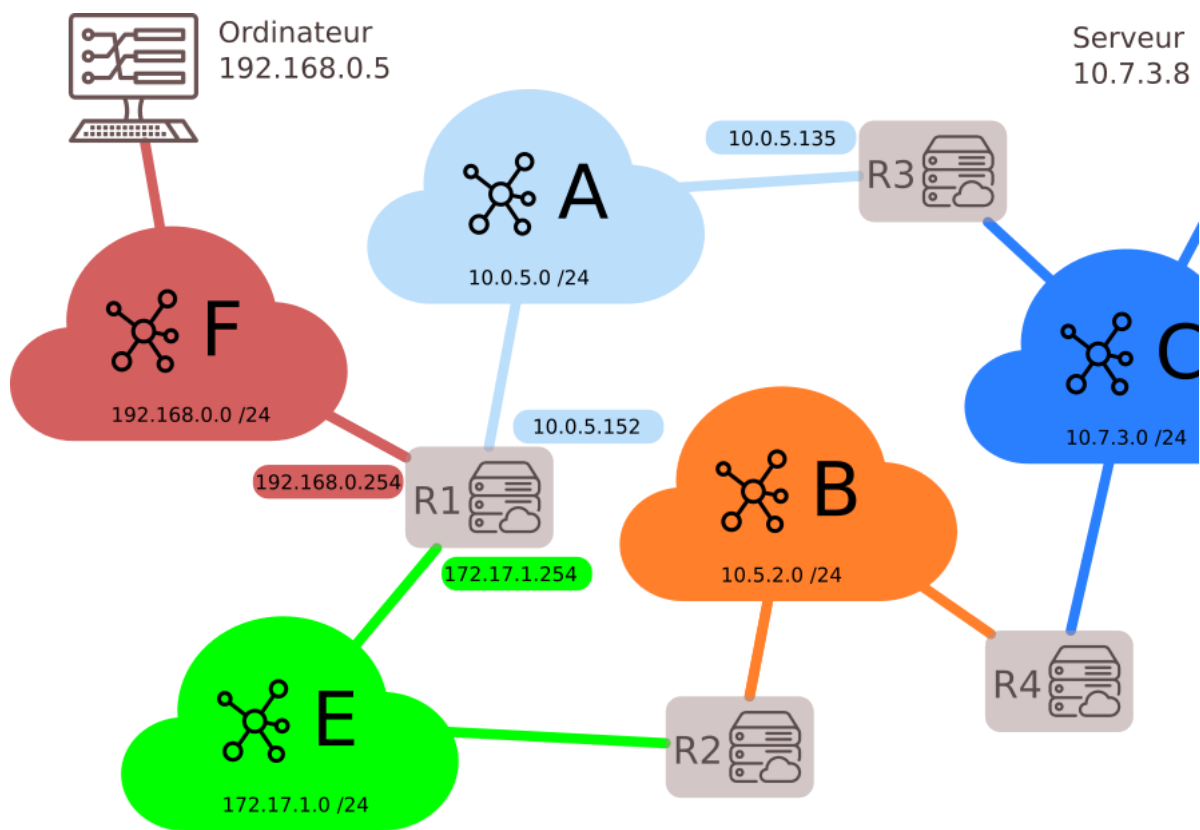 Ordinateur
192.168.0.5
Serveur
10.7.3.8
10.0.5.135
R3
A
10.0.5.0 /24
F
192.168.0.0 /24
C
10.7.3.0 /24
10.0.5.152
192.168.0.254
R1
B
10.5.2.0 /24
172.17.1.254
R4
E
172.17.1.0 /24
R2